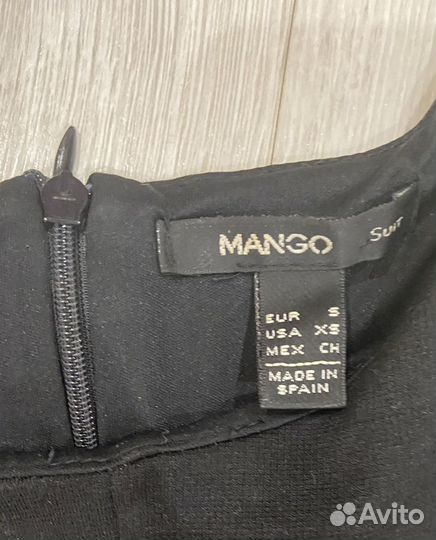 MANGO Suit
EUR S
USA XS
MEX CH
MADE IN
SPAIN
Avito